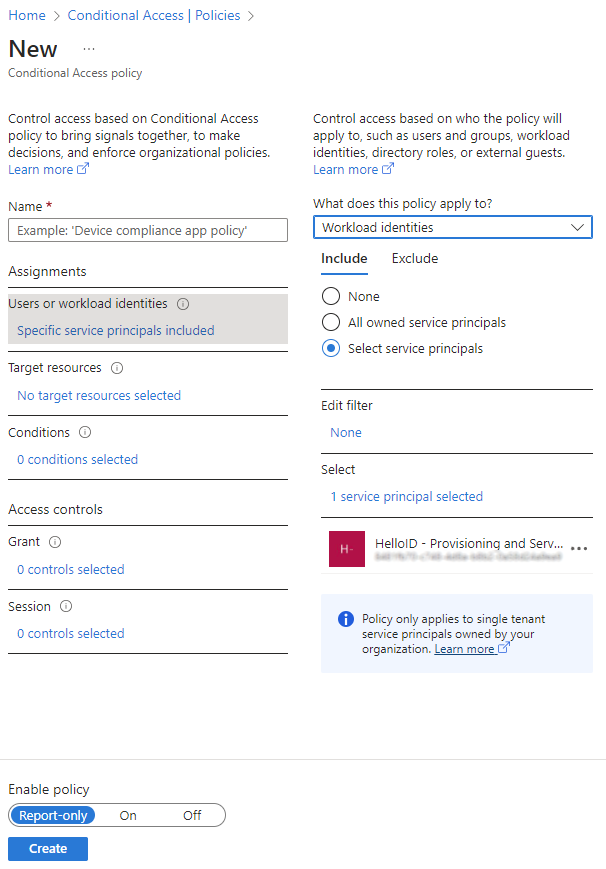 Home > Conditional Access | Policies >
New ...
Conditional Access policy
Control access based on Conditional Access
policy to bring signals together, to make
decisions, and enforce organizational policies.
Learn more
Name *
Example: 'Device compliance app policy'
Assignments
Users or workload identities
Specific service principals included
Target resources
No target resources selected
Conditions
0 conditions selected
Access controls
Grant
0 controls selected
Session
0 controls selected
Control access based on who the policy will
apply to, such as users and groups, workload
identities, directory roles, or external guests.
Learn more
What does this policy apply to?
Workload identities
Include Exclude
None
All owned service principals
Select service principals
Edit filter
None
Select
1 service principal selected
H-
HelloID - Provisioning and Serv... •••
Policy only applies to single tenant
service principals owned by your
organization. Learn more
Enable policy
Report-only On Off
Create